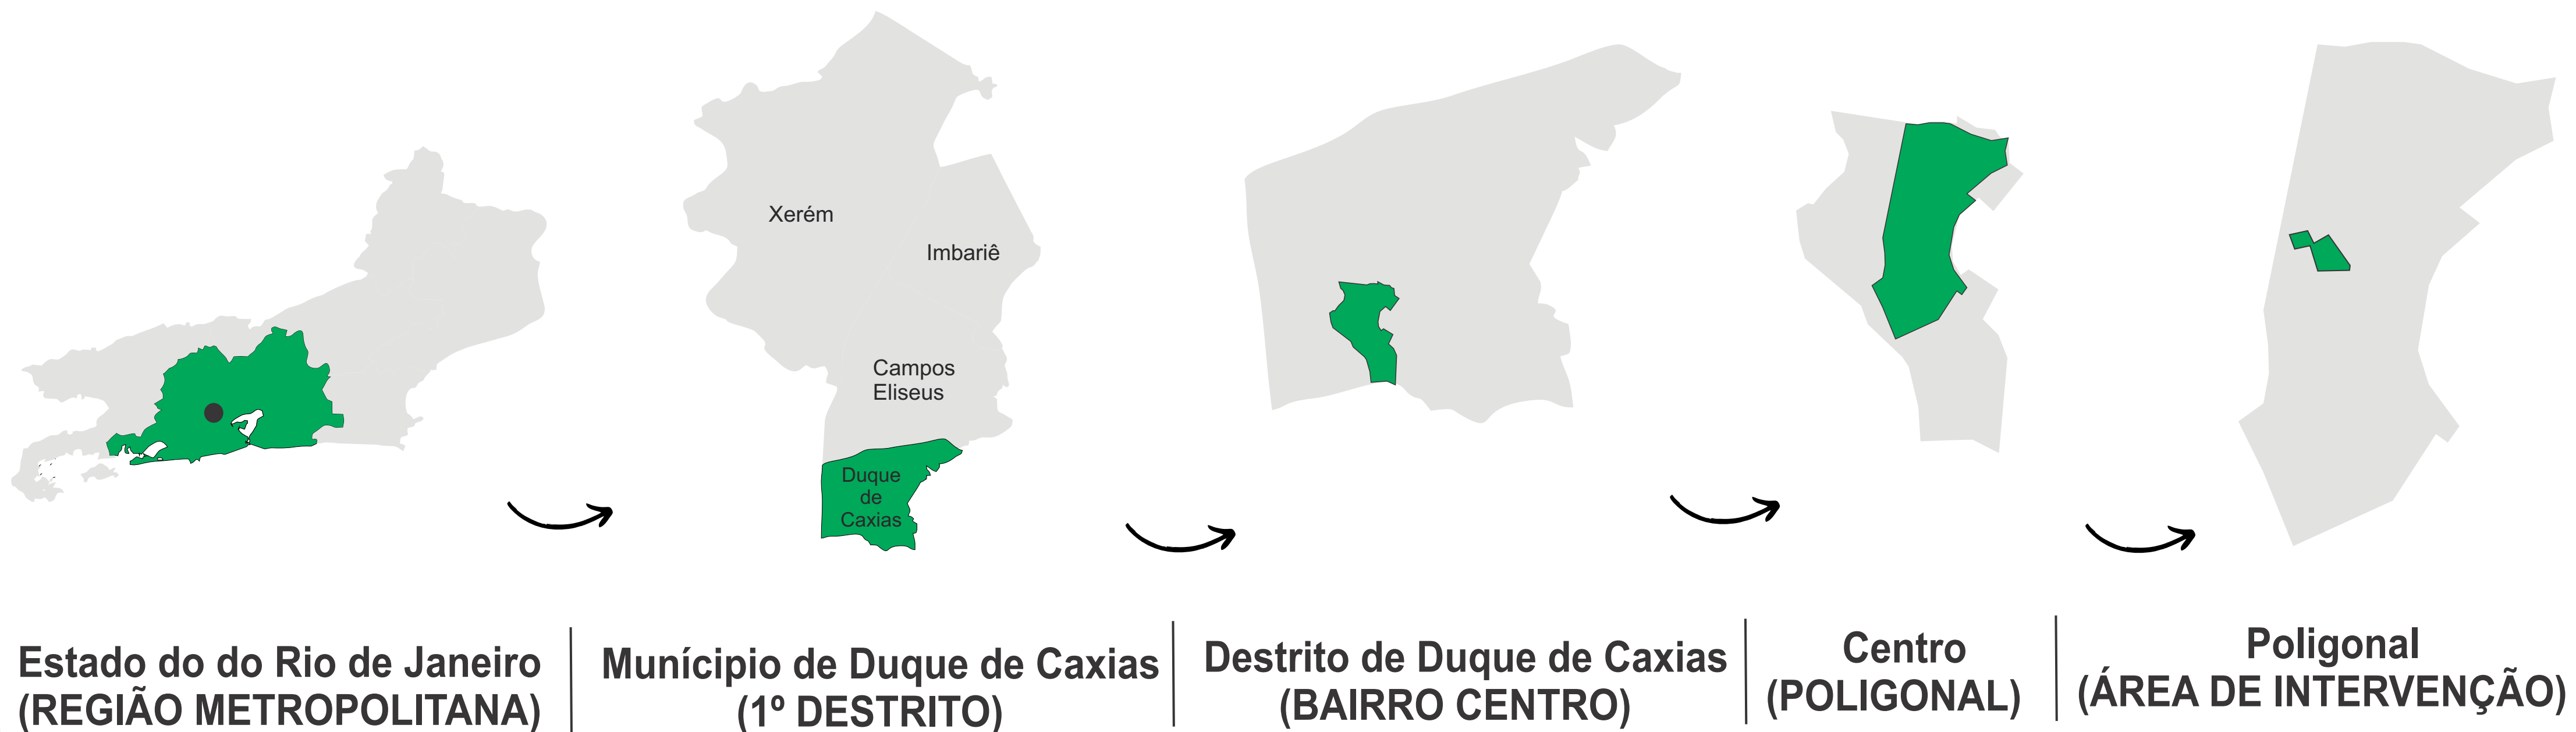 Xerém
Imbariê
Campos
Eliseus
Duque
de
Caxias
Estado do do Rio de Janeiro
(REGIÃO METROPOLITANA)
Munícipio de Duque de Caxias
(1º DESTRITO)
Destrito de Duque de Caxias
(BAIRRO CENTRO)
Centro
(POLIGONAL)
Poligonal
(ÁREA DE INTERVENÇÃO)